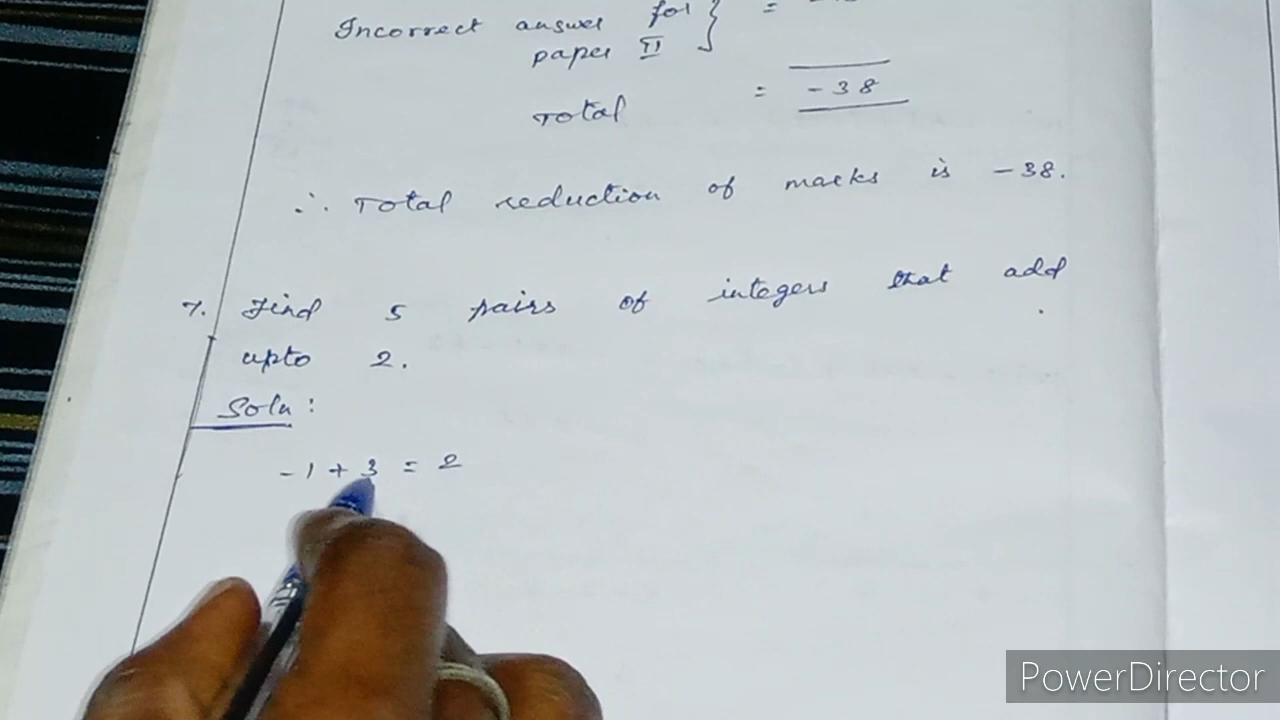 Incorrect answer for } =
paper II
Total = -38
∴ Total reduction of marks is -38.
7. Find 5 pairs of integers that add
upto 2.
Soln:
-1 + 3 = 2
PowerDirector